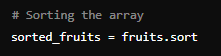 # Sorting the array
sorted_fruits = fruits.sort